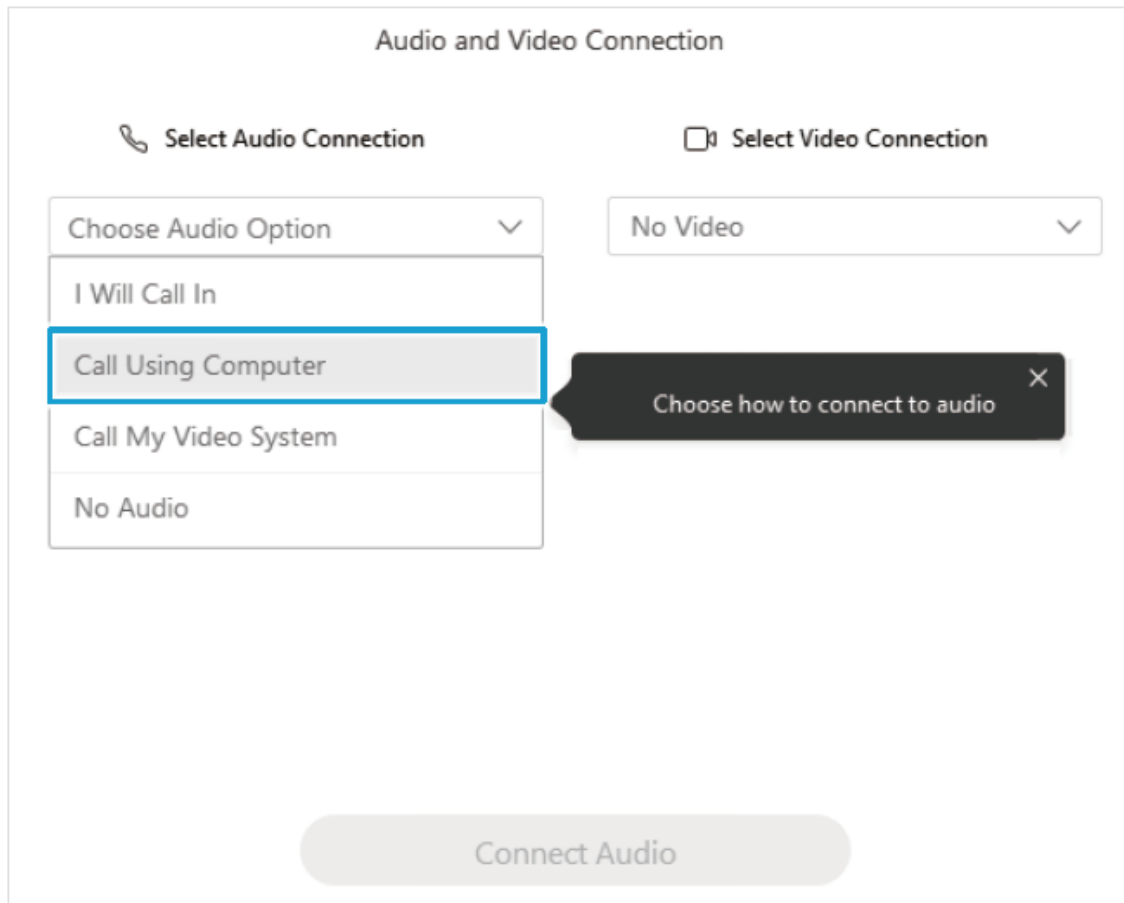 Audio and Video Connection
Select Audio Connection
Select Video Connection
Choose Audio Option
No Video
I Will Call In
Call Using Computer
Choose how to connect to audio
Call My Video System
No Audio
Connect Audio